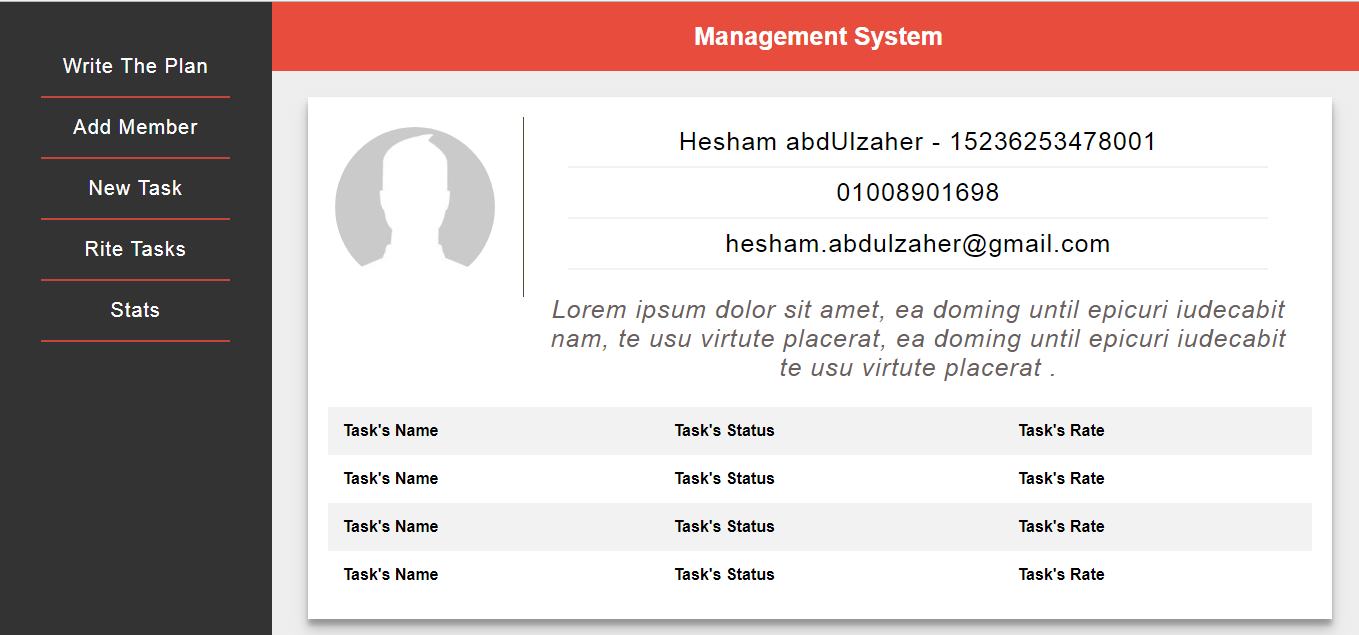 Management System
Write The Plan
Add Member
New Task
Rite Tasks
Stats
Hesham abdUlzaher - 15236253478001
01008901698
hesham.abdulzaher@gmail.com
Lorem ipsum dolor sit amet, ea doming until epicuri iudecabit
nam, te usu virtute placerat, ea doming until epicuri iudecabit
te usu virtute placerat .
Task's Name Task's Status Task's Rate
Task's Name Task's Status Task's Rate
Task's Name Task's Status Task's Rate
Task's Name Task's Status Task's Rate